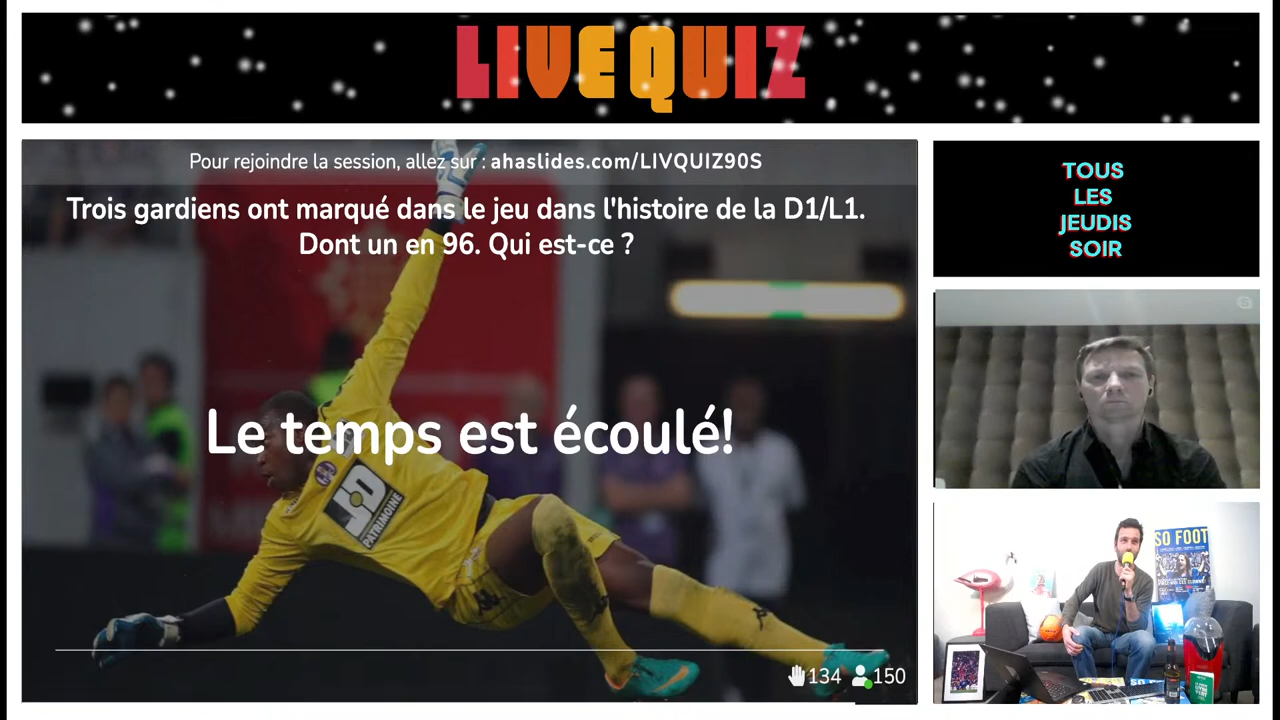 LIVE QUIZ
Pour rejoindre la session, allez sur : ahaslides.com/LIVQUIZ90S
Trois gardiens ont marqué dans le jeu dans l'histoire de la D1/L1.
Dont un en 96. Qui est-ce ?
Le temps est écoulé!
JD
PATRIMOINE
134 150
TOUS
LES
JEUDIS
SOIR
SO FOOT